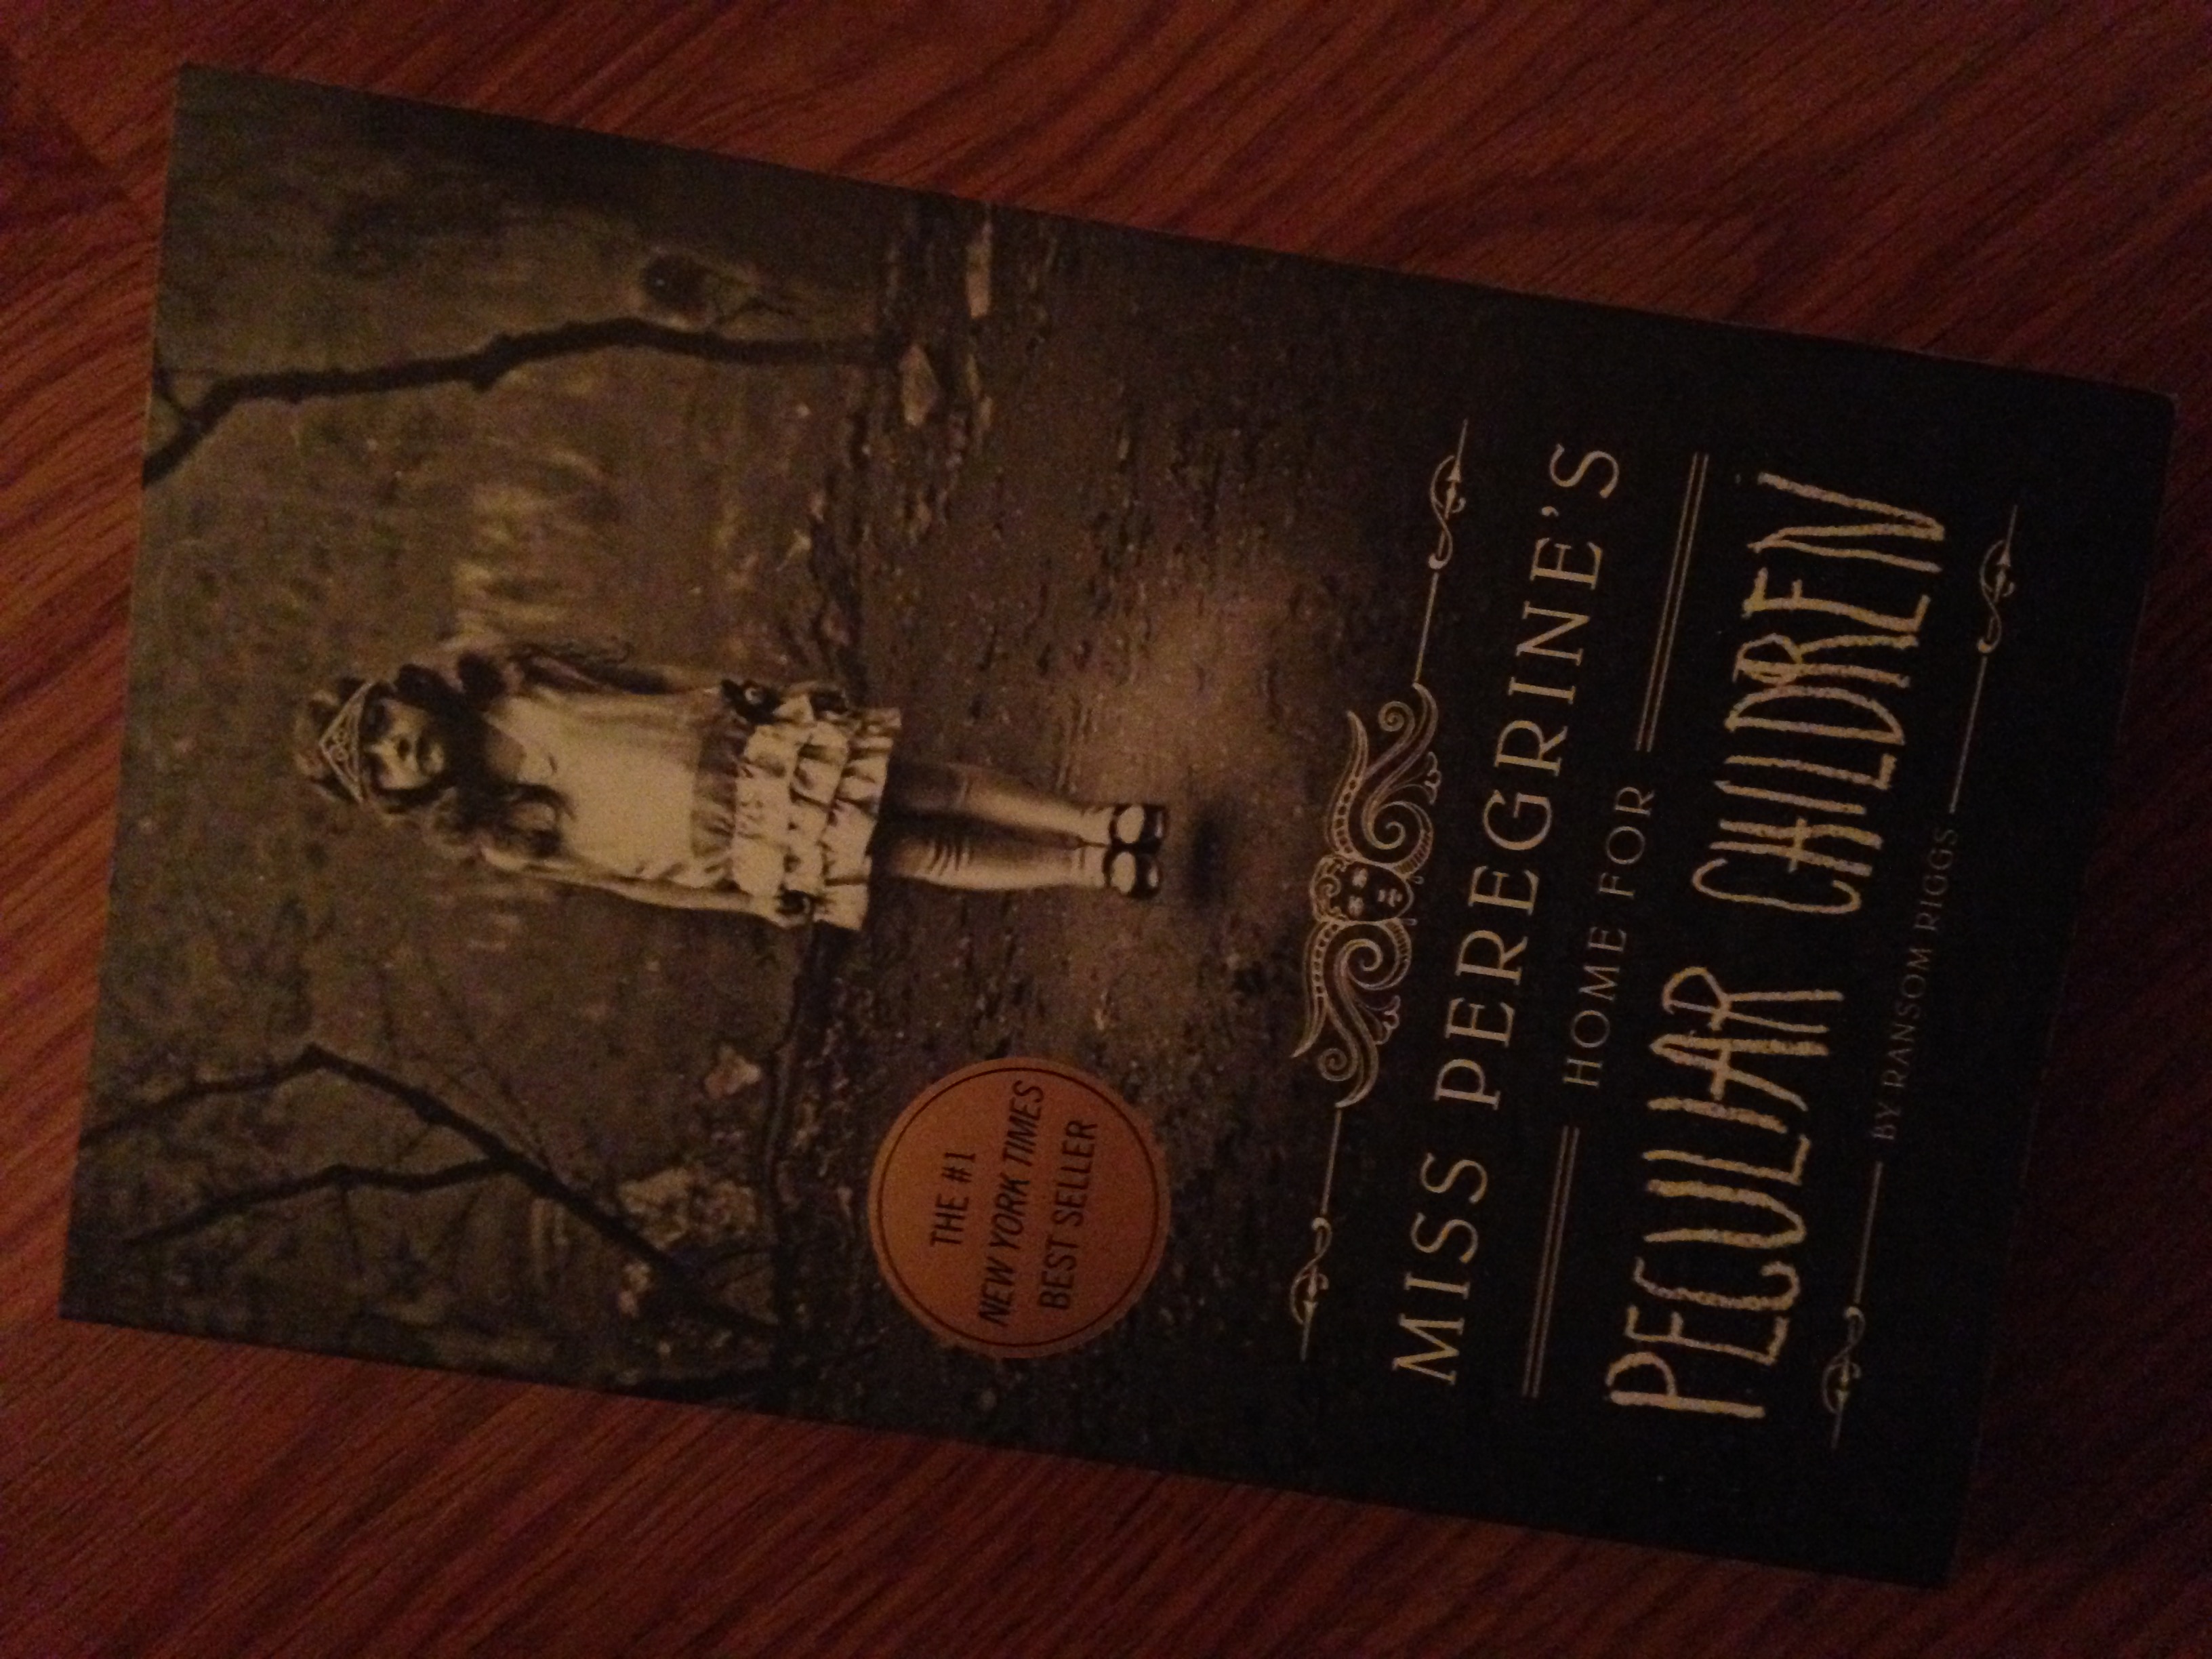 THE #1
NEW YORK TIMES
BEST SELLER
MISS PEREGRINE'S
HOME FOR
PECULIAR CHILDREN
BY RANSOM RIGGS